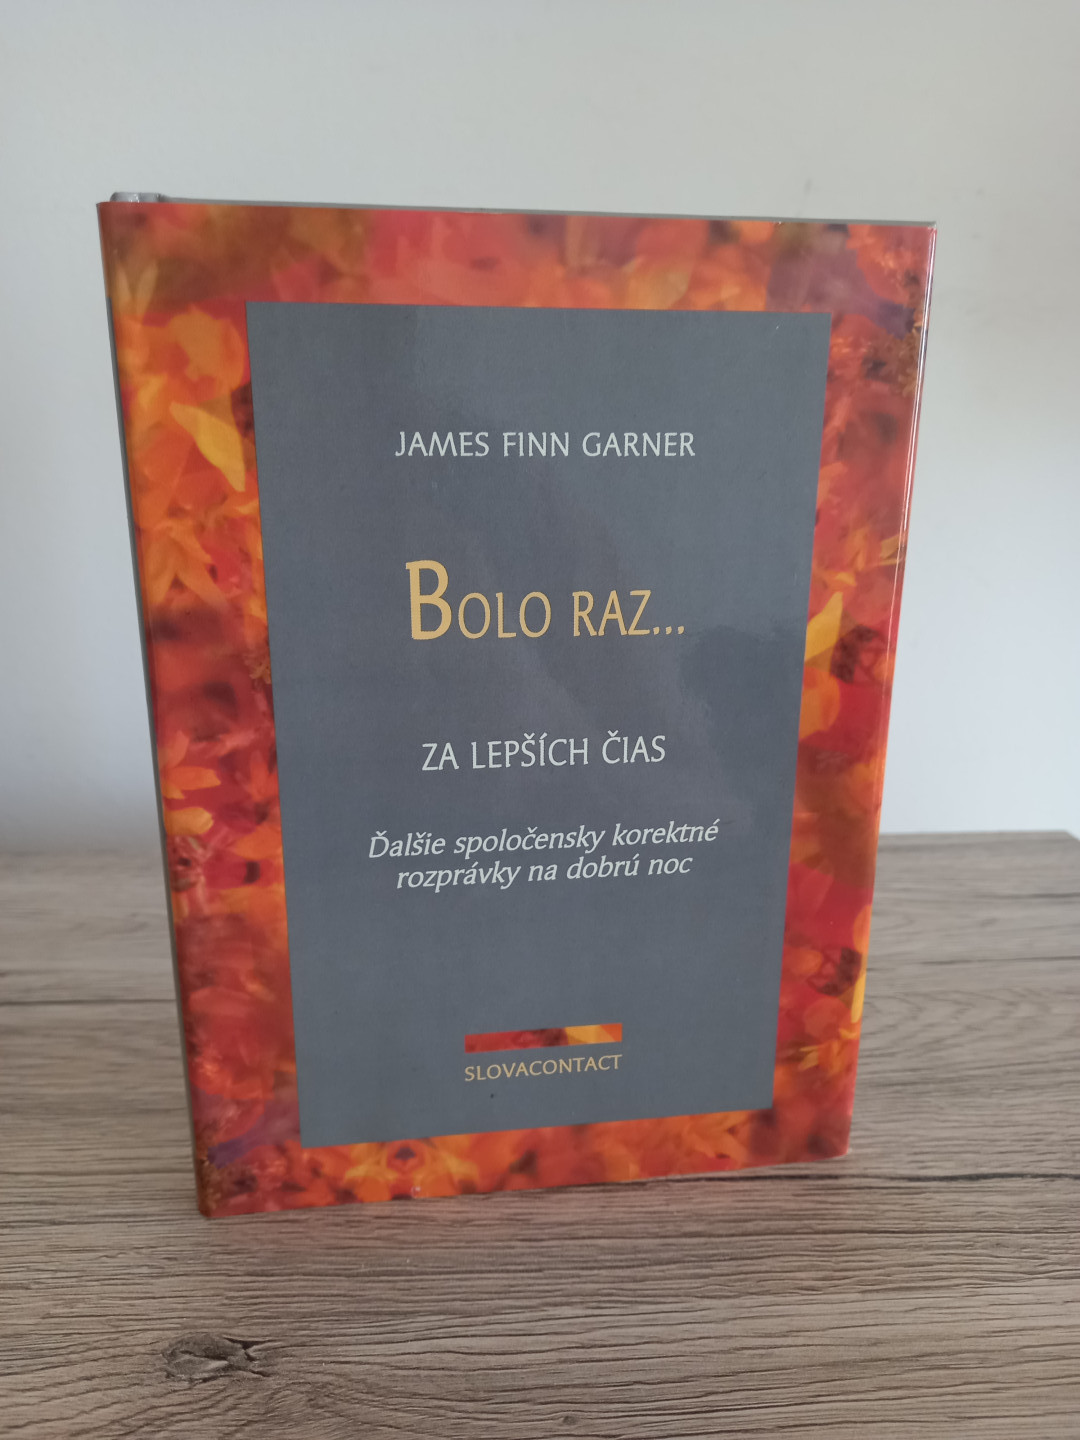 JAMES FINN GARNER
BOLO RAZ...
ZA LEPŠÍCH ČIAS
Ďalšie spoločensky korektné
rozprávky na dobrú noc
SLOVACONTACT